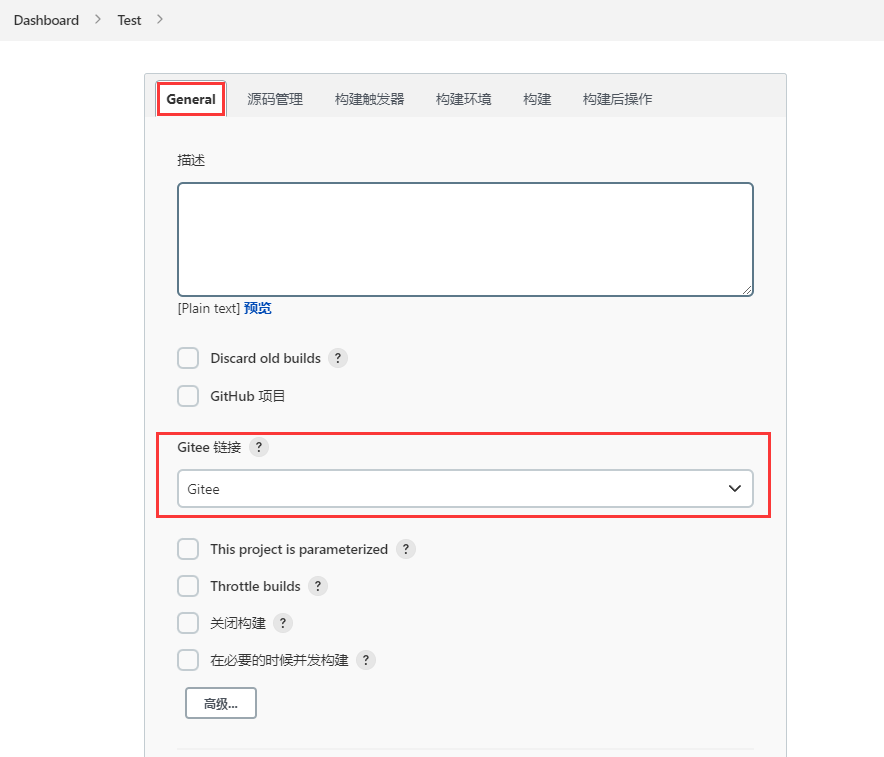 Dashboard > Test >
General 源码管理 构建触发器 构建环境 构建 构建后操作
描述
[Plain text] 预览
Discard old builds ?
GitHub 项目
Gitee 链接 ?
Gitee
This project is parameterized ?
Throttle builds ?
关闭构建 ?
在必要的时候并发构建 ?
高级...